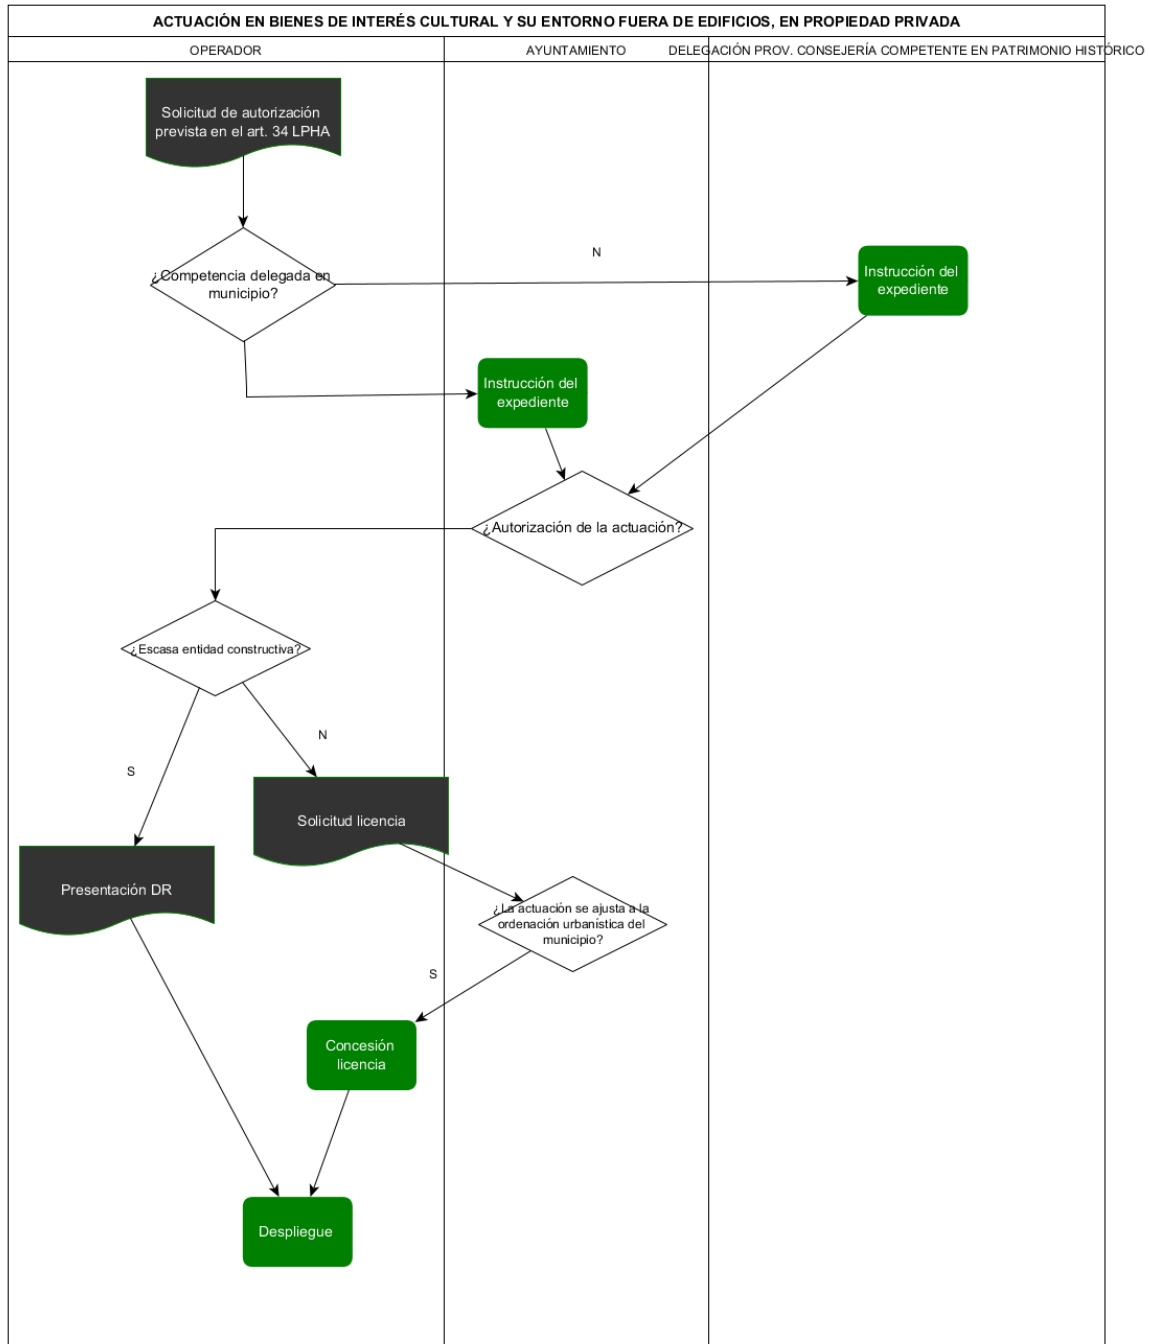 ACTUACIÓN EN BIENES DE INTERÉS CULTURAL Y SU ENTORNO FUERA DE EDIFICIOS, EN PROPIEDAD PRIVADA
OPERADOR
AYUNTAMIENTO
DELEGACIÓN PROV. CONSEJERÍA COMPETENTE EN PATRIMONIO HISTÓRICO
Solicitud de autorización
prevista en el art. 34 LPHA
¿Competencia delegada en
municipio?
N
Instrucción del
expediente
Instrucción del
expediente
¿Autorización de la actuación?
¿Escasa entidad constructiva?
N
S
Solicitud licencia
Presentación DR
¿La actuación se ajusta a la
ordenación urbanística del
municipio?
S
Concesión
licencia
Despliegue